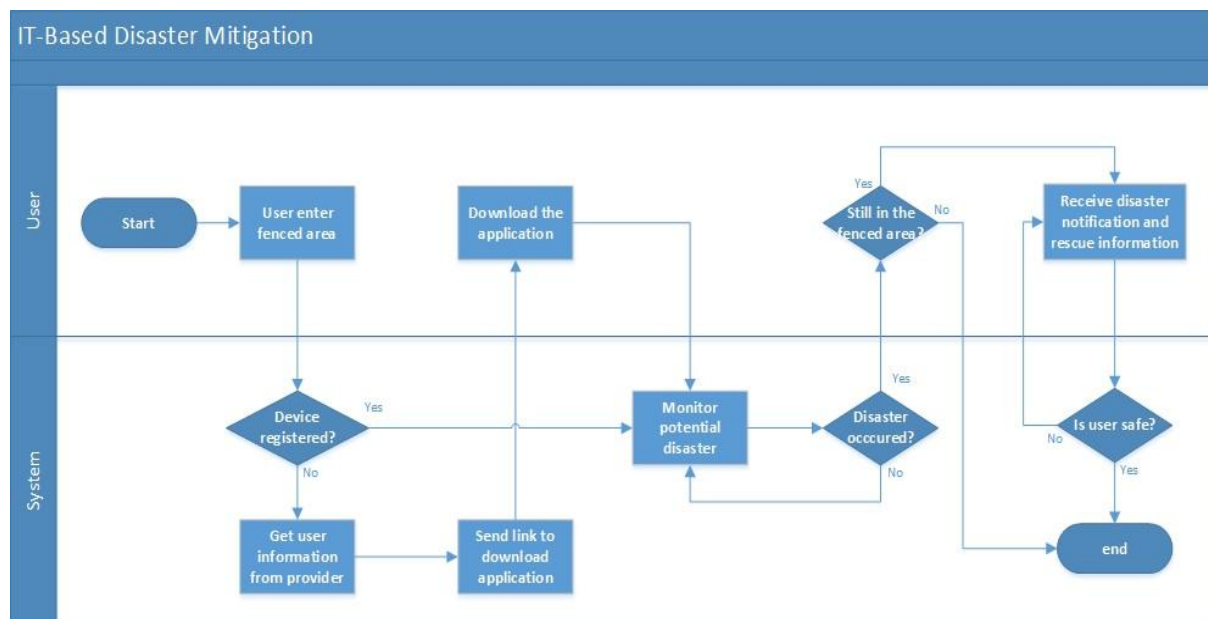 IT-Based Disaster Mitigation
User
Start
User enter
fenced area
Download the
application
Yes
Still in the
fenced area?
No
Receive disaster
notification and
rescue information
System
Device
registered?
Yes
No
Get user
information
from provider
Send link to
download
application
Monitor
potential
disaster
Yes
Disaster
occcured?
No
Is user safe?
No
Yes
end